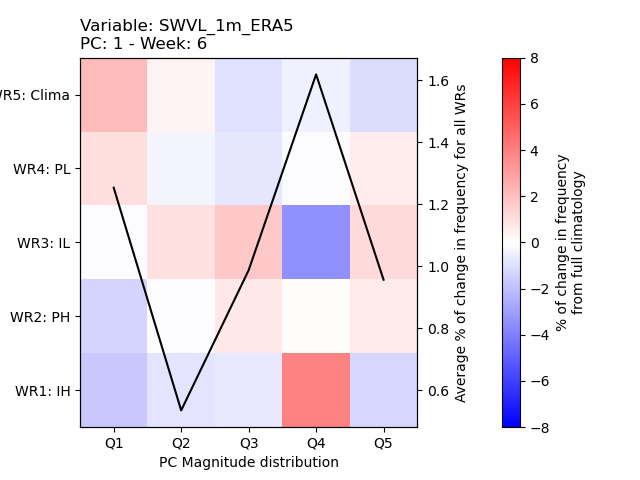 Variable: SWVL_1m_ERA5
PC: 1 - Week: 6
WR5: Clima
WR4: PL
WR3: IL
WR2: PH
WR1: IH
Q1 Q2 Q3 Q4 Q5
PC Magnitude distribution
1.6
1.4
1.2
1.0
0.8
0.6
Average % of change in frequency for all WRs
8
6
4
2
0
−2
−4
−6
−8
% of change in frequency
from full climatology